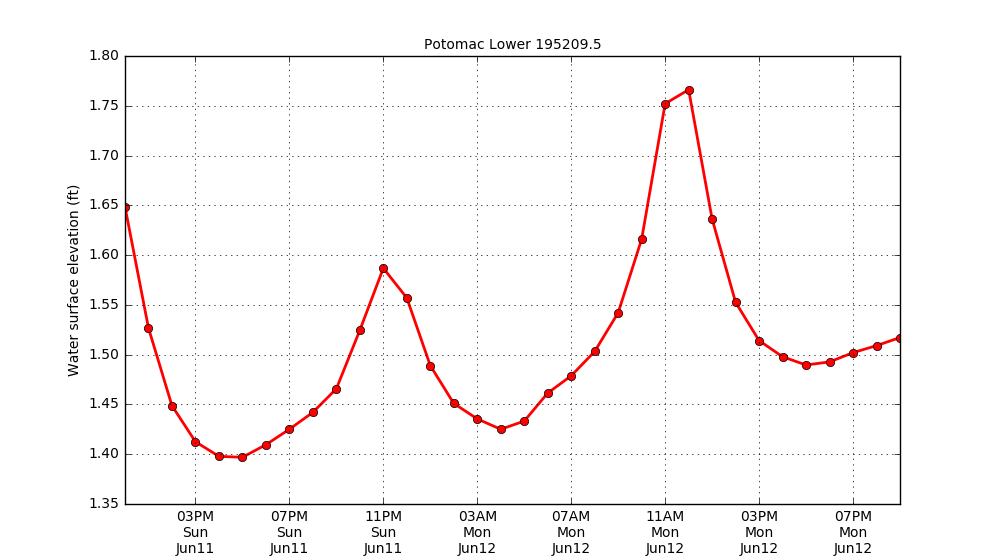 Potomac Lower 195209.5
Water surface elevation (ft)
1.80
1.75
1.70
1.65
1.60
1.55
1.50
1.45
1.40
1.35
03PM 07PM 11PM 03AM 07AM 11AM 03PM 07PM
Sun Sun Sun Mon Mon Mon Mon Mon
Jun11 Jun11 Jun11 Jun12 Jun12 Jun12 Jun12 Jun12